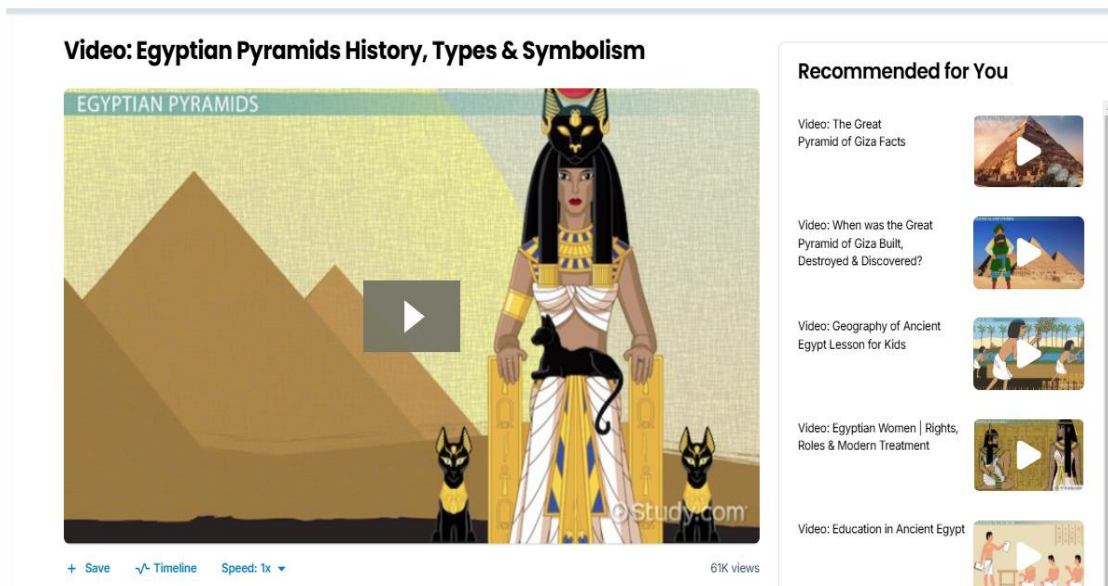 Video: Egyptian Pyramids History, Types & Symbolism
EGYPTIAN PYRAMIDS
© Study.com
+ Save
Timeline
Speed: 1x
61K views
Recommended for You
Video: The Great
Pyramid of Giza Facts
Video: When was the Great
Pyramid of Giza Built,
Destroyed & Discovered?
Video: Geography of Ancient
Egypt Lesson for Kids
Video: Egyptian Women | Rights,
Roles & Modern Treatment
Video: Education in Ancient Egypt